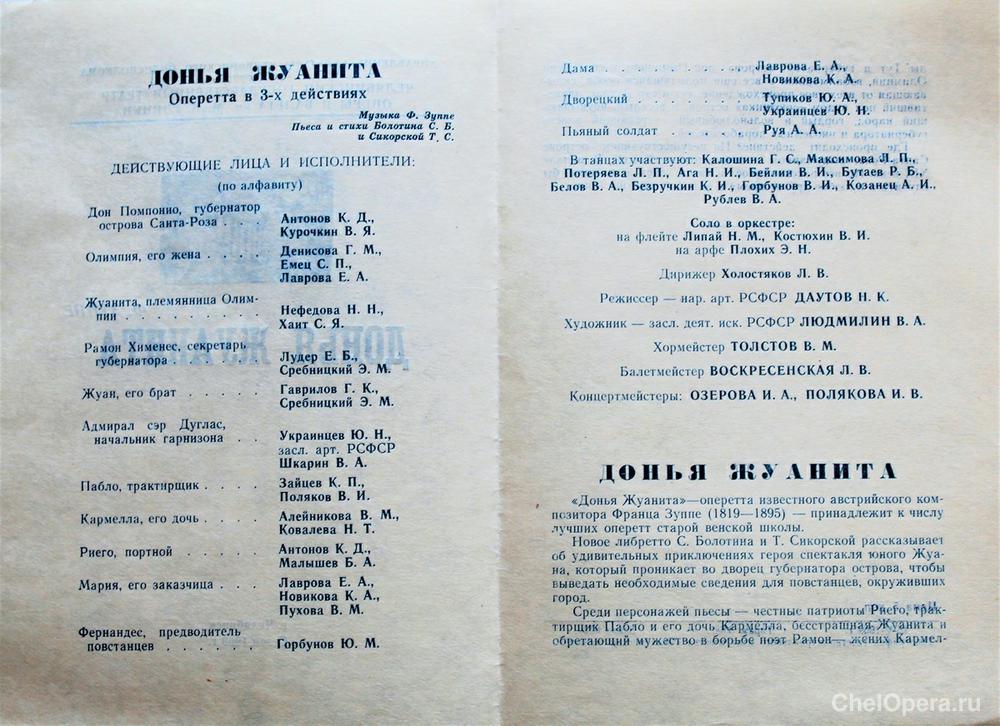 ДОНЬЯ ЖУАНИТА
Оперетта в 3-х действиях
Музыка Ф. Зуппе
Пьеса и стихи Болотина С. Б.
и Сикорской Т. С.
ДЕЙСТВУЮЩИЕ ЛИЦА И ИСПОЛНИТЕЛИ:
(по алфавиту)
Дон Помпонио, губернатор
острова Санта-Роза . . . Антонов К. Д.,
Курочкин В. Я.
Олимпия, его жена . . . . Денисова Г. М.,
Емец С. П.,
Лаврова Е. А.
Жуанита, племянница Олим-
пии . . . . . . . . Нефедова Н. Н.,
Хаит С. Я.
Рамон Хименес, секретарь
губернатора . . . . . Лудер Е. Б.,
Сребницкий Э. М.
Жуан, его брат . . . . . Гаврилов Г. К.,
Сребницкий Э. М.
Адмирал сэр Дуглас,
начальник гарнизона . . Украинцев Ю. Н.,
засл. арт. РСФСР
Шкарин В. А.
Пабло, трактирщик . . . . Зайцев К. П.,
Поляков В. И.
Кармелла, его дочь . . . . Алейникова В. М.,
Ковалева Н. Т.
Риего, портной . . . . . Антонов К. Д.,
Малышев Б. А.
Мария, его заказчица . . . Лаврова Е. А.,
Новикова К. А.,
Пухова В. М.
Фернандес, предводитель
повстанцев . . . . . Горбунов Ю. М.
Дама . . . . . . . . Лаврова Е. А.,
Новикова К. А.
Дворецкий . . . . . . Тупиков Ю. А.,
Украинцев Ю. Н.
Пьяный солдат . . . . . Руя А. А.
В танцах участвуют: Калошина Г. С., Максимова Л. П.,
Потеряева Л. П., Ага Н. И., Бейлин В. И., Бутаев Р. Б.,
Белов В. А., Безручкин К. И., Горбунов В. И., Козанец А. И.,
Рублев В. А.
Соло в оркестре:
на флейте Липай Н. М., Костюхин В. И.
на арфе Плохих Э. Н.
Дирижер Холостяков Л. В.
Режиссер — нар. арт. РСФСР ДАУТОВ Н. К.
Художник — засл. деят. иск. РСФСР ЛЮДМИЛИН В. А.
Хормейстер ТОЛСТОВ В. М.
Балетмейстер ВОСКРЕСЕНСКАЯ Л. В.
Концертмейстеры: ОЗЕРОВА И. А., ПОЛЯКОВА И. В.
ДОНЬЯ ЖУАНИТА
«Донья Жуанита»—оперетта известного австрийского ком-
позитора Франца Зуппе (1819—1895) — принадлежит к числу
лучших оперетт старой венской школы.
Новое либретто С. Болотина и Т. Сикорской рассказывает
об удивительных приключениях героя спектакля юного Жуа-
на, который проникает во дворец губернатора острова, чтобы
выведать необходимые сведения для повстанцев, окруживших
город.
Среди персонажей пьесы — честные патриоты Риего, трак-
тирщик Пабло и его дочь Кармелла, бесстрашная Жуанита и
обретающий мужество в борьбе поэт Рамон— жених Кармел-
ChelOpera.ru